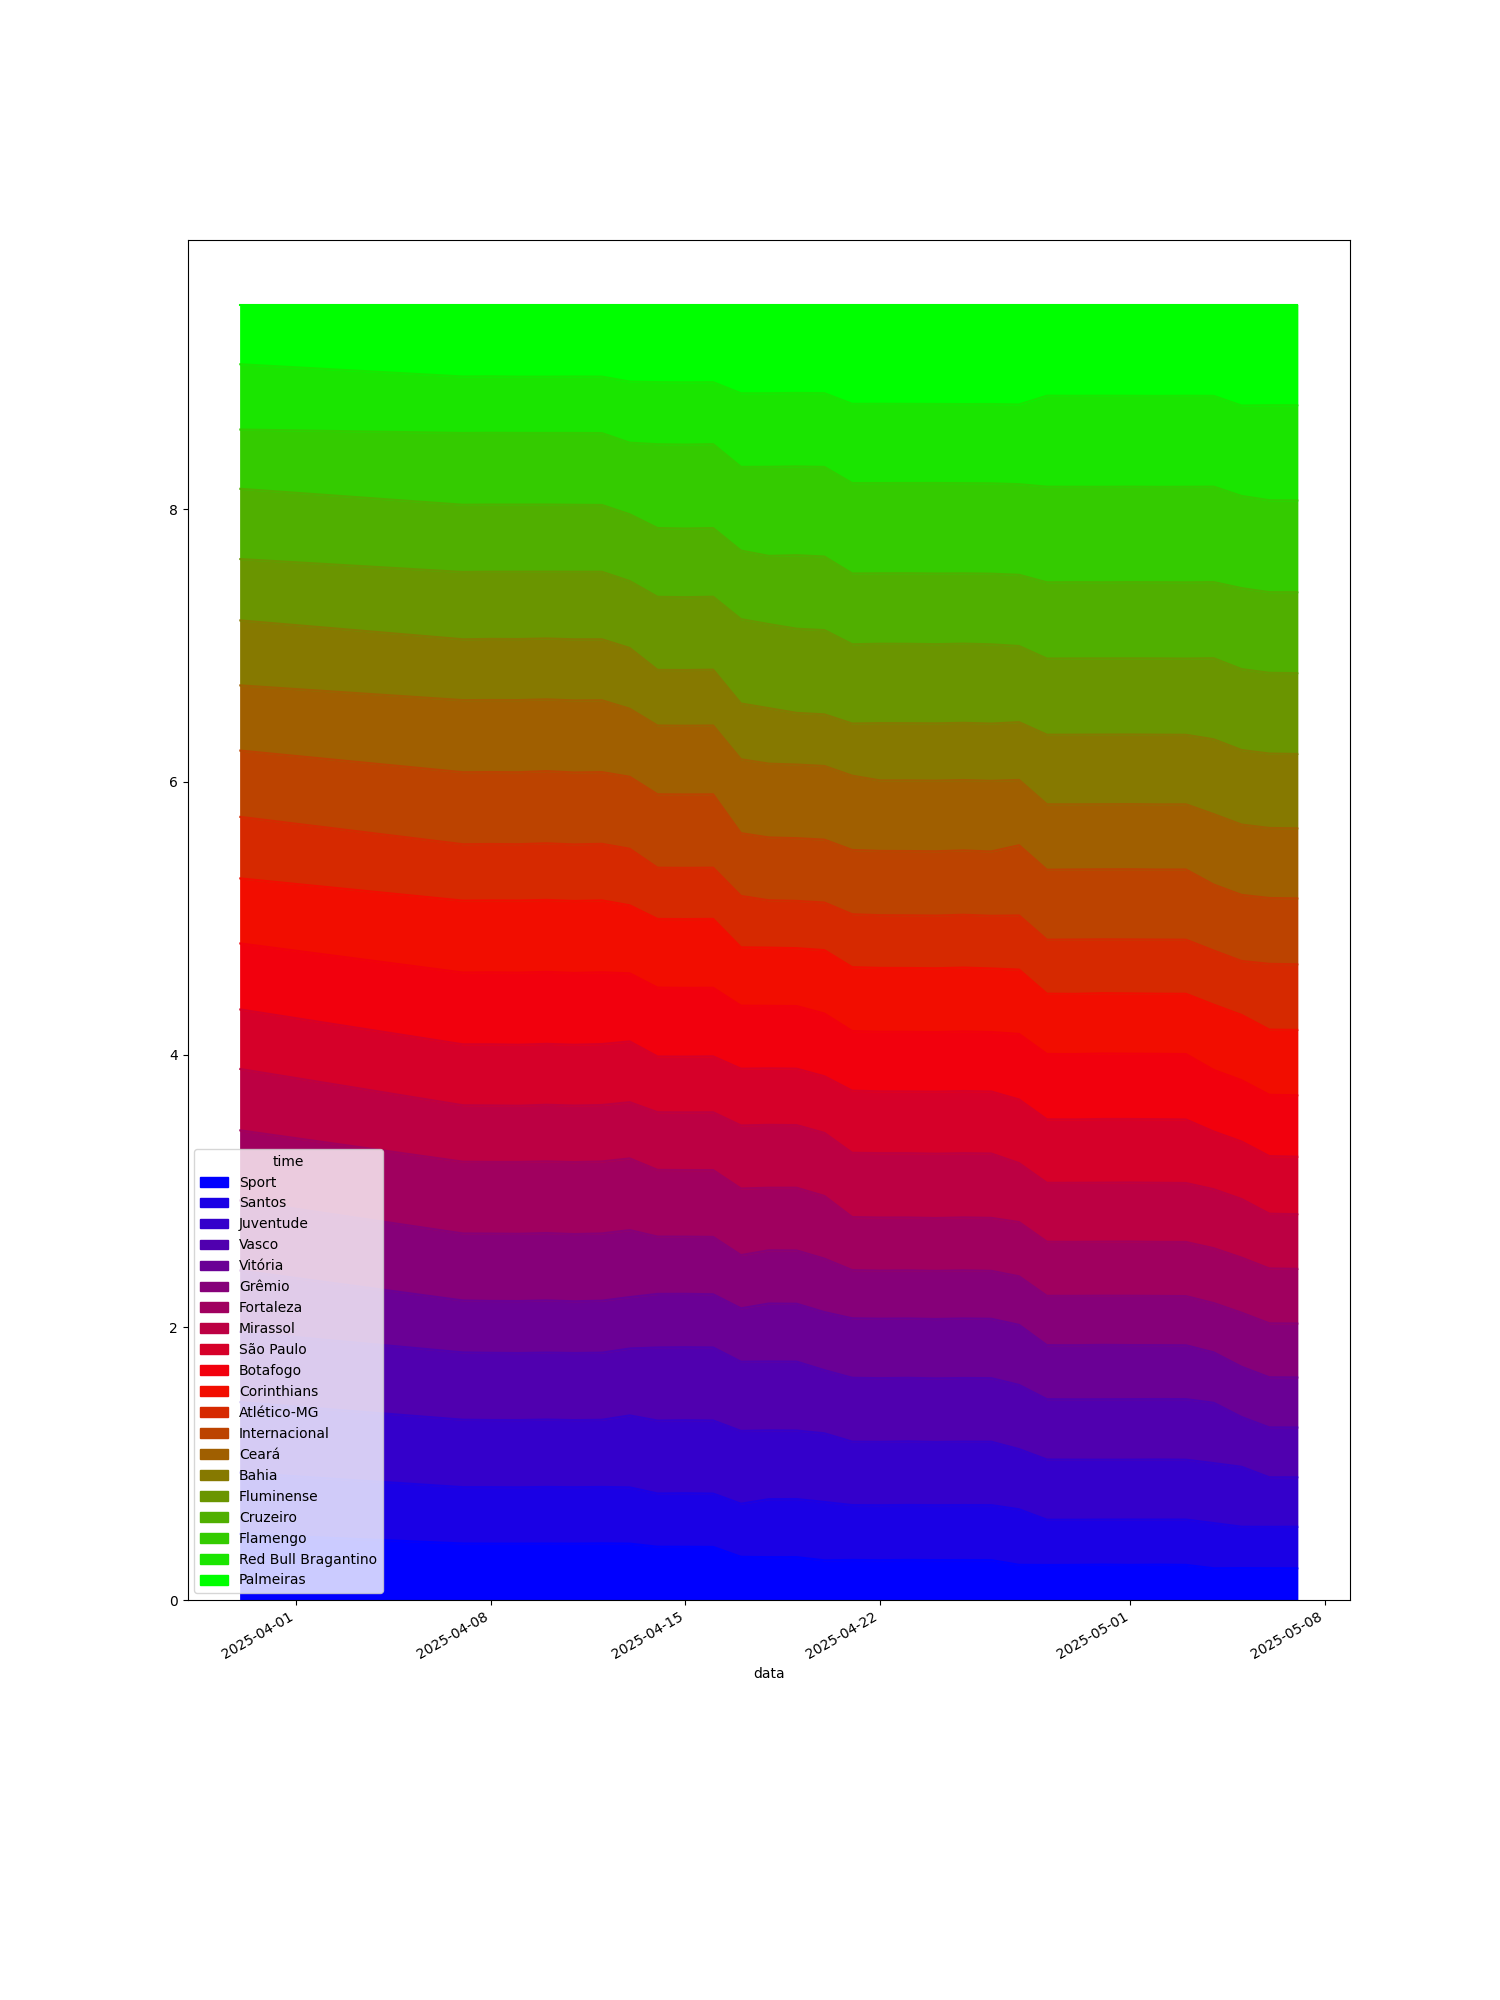 8
6
4
2
0
time
Sport
Santos
Juventude
Vasco
Vitória
Grêmio
Fortaleza
Mirassol
São Paulo
Botafogo
Corinthians
Atlético-MG
Internacional
Ceará
Bahia
Fluminense
Cruzeiro
Flamengo
Red Bull Bragantino
Palmeiras
2025-04-01
2025-04-08
2025-04-15
2025-04-22
2025-05-01
2025-05-08
data